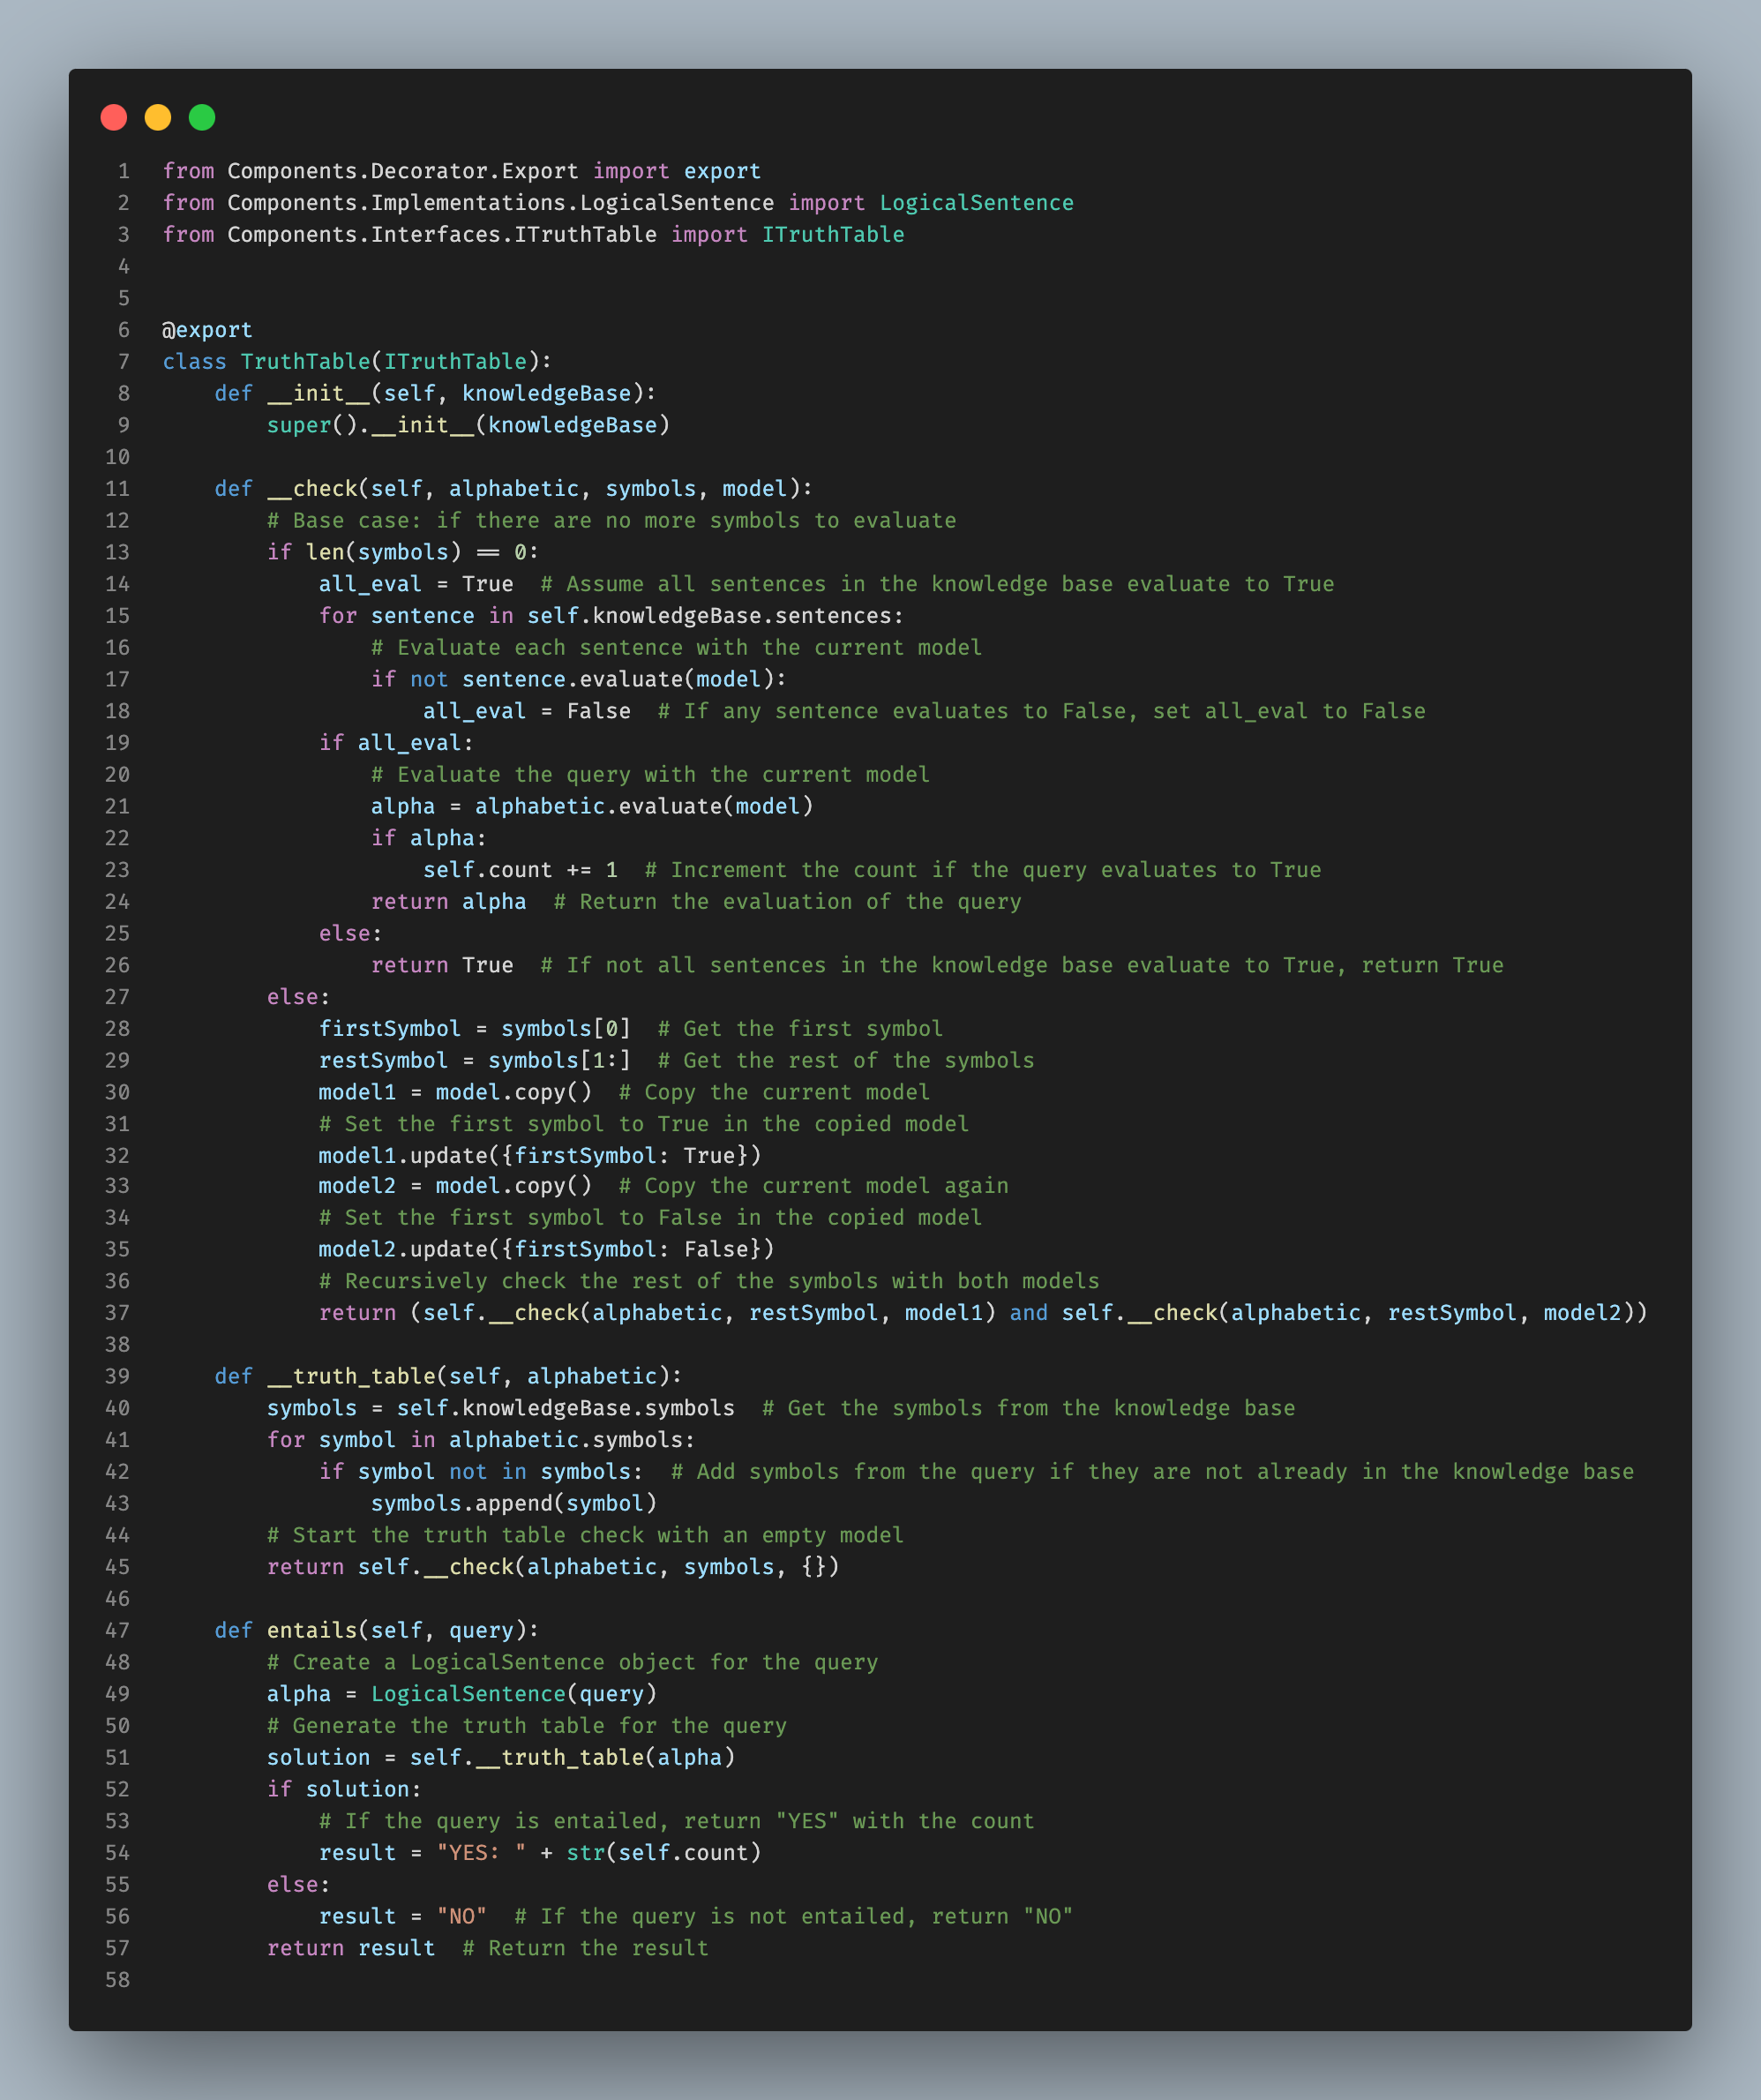 1 from Components.Decorator.Export import export
2 from Components.Implementations.LogicalSentence import LogicalSentence
3 from Components.Interfaces.ITruthTable import ITruthTable
4
5
6 @export
7 class TruthTable(ITruthTable):
8     def __init__(self, knowledgeBase):
9         super().__init__(knowledgeBase)
10
11     def __check(self, alphabetic, symbols, model):
12         # Base case: if there are no more symbols to evaluate
13         if len(symbols) == 0:
14             all_eval = True  # Assume all sentences in the knowledge base evaluate to True
15             for sentence in self.knowledgeBase.sentences:
16                 # Evaluate each sentence with the current model
17                 if not sentence.evaluate(model):
18                     all_eval = False  # If any sentence evaluates to False, set all_eval to False
19             if all_eval:
20                 # Evaluate the query with the current model
21                 alpha = alphabetic.evaluate(model)
22                 if alpha:
23                     self.count += 1  # Increment the count if the query evaluates to True
24                 return alpha  # Return the evaluation of the query
25             else:
26                 return True  # If not all sentences in the knowledge base evaluate to True, return True
27         else:
28             firstSymbol = symbols[0]  # Get the first symbol
29             restSymbol = symbols[1:]  # Get the rest of the symbols
30             model1 = model.copy()  # Copy the current model
31             # Set the first symbol to True in the copied model
32             model1.update({firstSymbol: True})
33             model2 = model.copy()  # Copy the current model again
34             # Set the first symbol to False in the copied model
35             model2.update({firstSymbol: False})
36             # Recursively check the rest of the symbols with both models
37             return (self.__check(alphabetic, restSymbol, model1) and self.__check(alphabetic, restSymbol, model2))
38
39     def __truth_table(self, alphabetic):
40         symbols = self.knowledgeBase.symbols  # Get the symbols from the knowledge base
41         for symbol in alphabetic.symbols:
42             if symbol not in symbols:  # Add symbols from the query if they are not already in the knowledge base
43                 symbols.append(symbol)
44         # Start the truth table check with an empty model
45         return self.__check(alphabetic, symbols, {})
46
47     def entails(self, query):
48         # Create a LogicalSentence object for the query
49         alpha = LogicalSentence(query)
50         # Generate the truth table for the query
51         solution = self.__truth_table(alpha)
52         if solution:
53             # If the query is entailed, return "YES" with the count
54             result = "YES: " + str(self.count)
55         else:
56             result = "NO"  # If the query is not entailed, return "NO"
57         return result  # Return the result
58